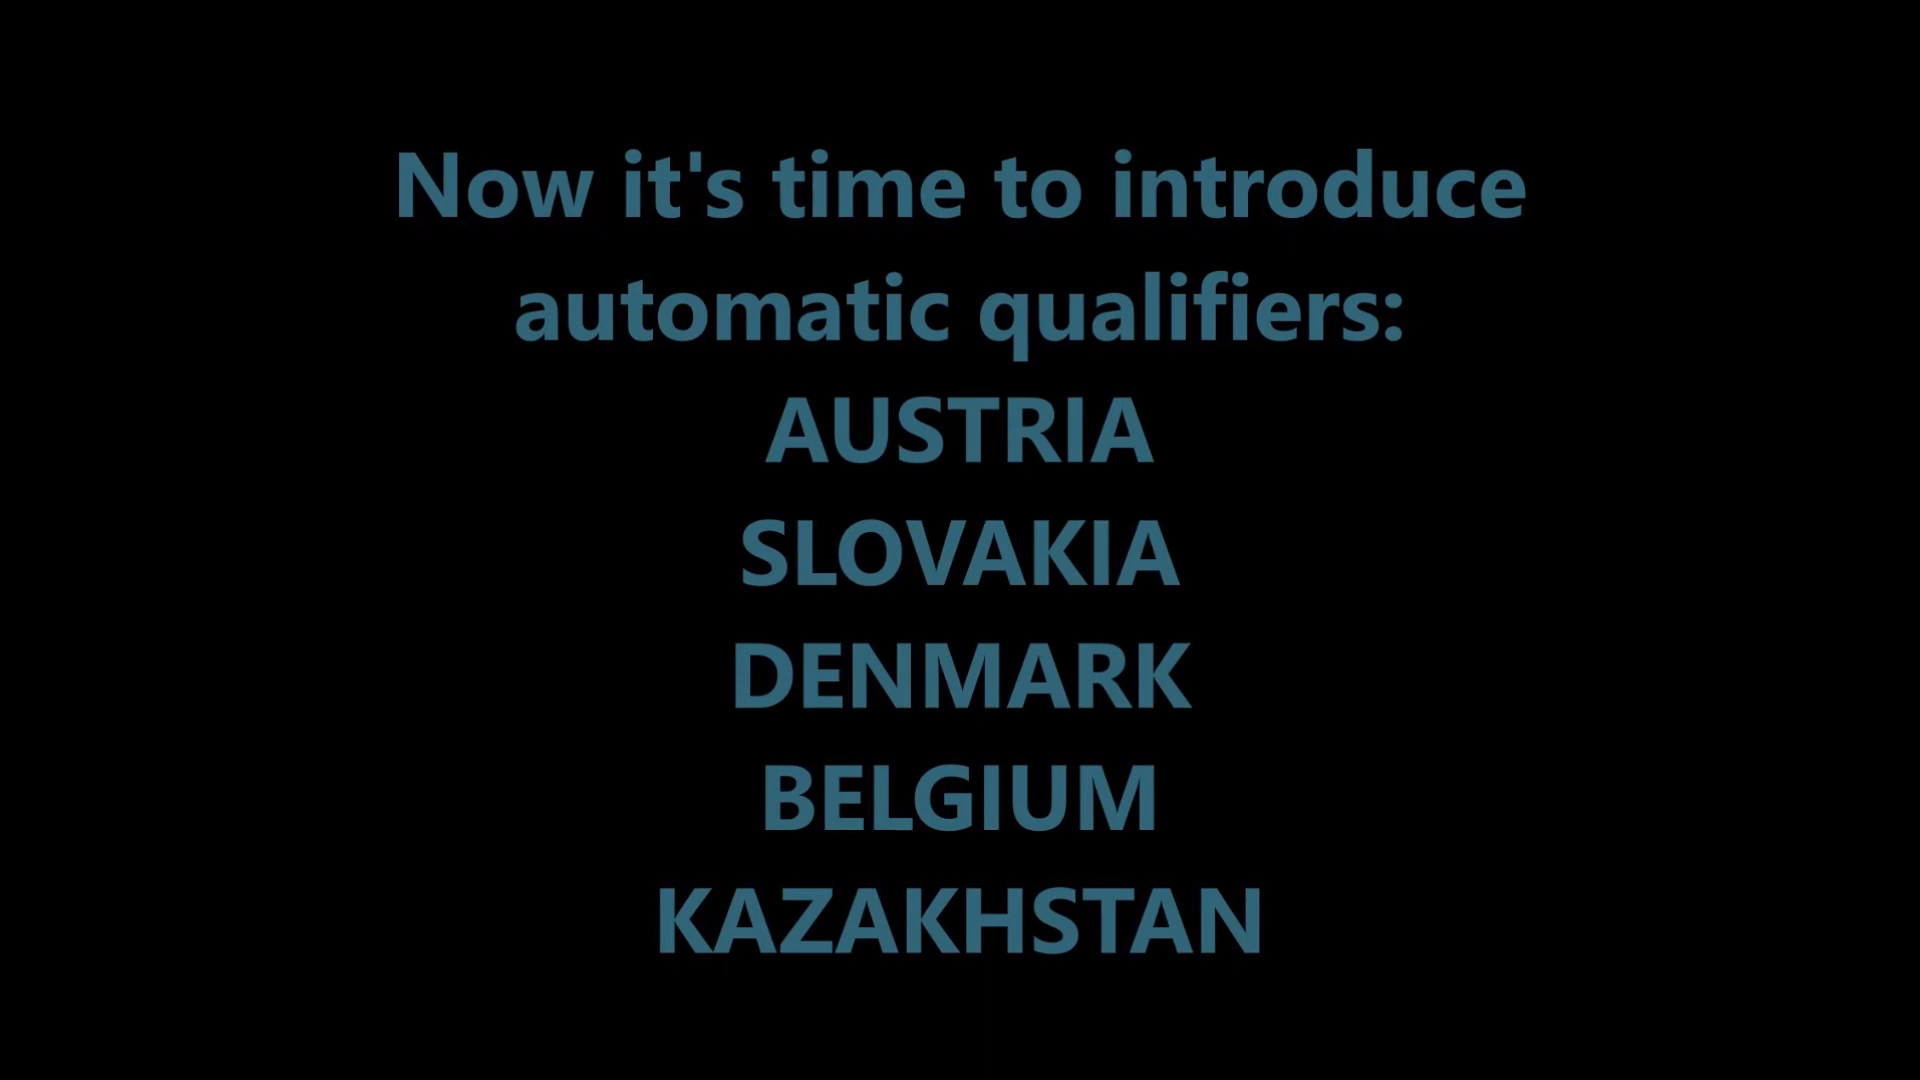 Now it's time to introduce
automatic qualifiers:
AUSTRIA
SLOVAKIA
DENMARK
BELGIUM
KAZAKHSTAN